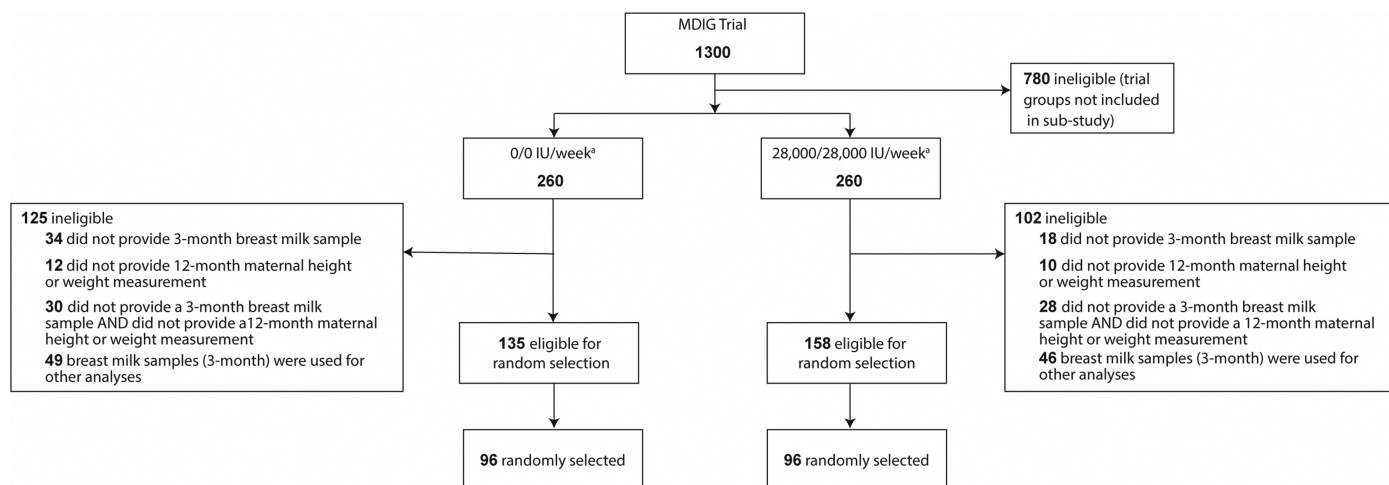 MDIG Trial
1300
780 ineligible (trial
groups not included
in sub-study)
0/0 IU/weekᵃ
260
28,000/28,000 IU/weekᵃ
260
125 ineligible
34 did not provide 3-month breast milk sample
12 did not provide 12-month maternal height
or weight measurement
30 did not provide a 3-month breast milk
sample AND did not provide a12-month maternal
height or weight measurement
49 breast milk samples (3-month) were used for
other analyses
102 ineligible
18 did not provide 3-month breast milk sample
10 did not provide 12-month maternal height
or weight measurement
28 did not provide a 3-month breast milk
sample AND did not provide a 12-month maternal
height or weight measurement
46 breast milk samples (3-month) were used for
other analyses
135 eligible for
random selection
158 eligible for
random selection
96 randomly selected
96 randomly selected